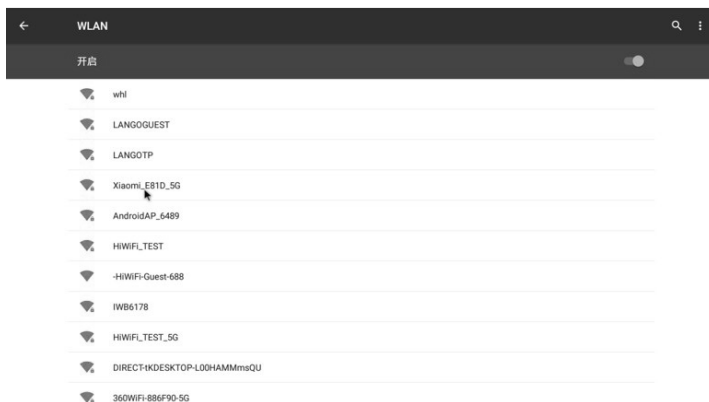 WLAN
开启
whl
LANGOGUEST
LANGOTP
Xiaomi_E81D_5G
AndroidAP_6489
HiWiFi_TEST
-HiWiFi-Guest-688
IWB6178
HiWiFi_TEST_5G
DIRECT-tKDESKTOP-L00HAMMmsQU
360WiFi-886F90-5G